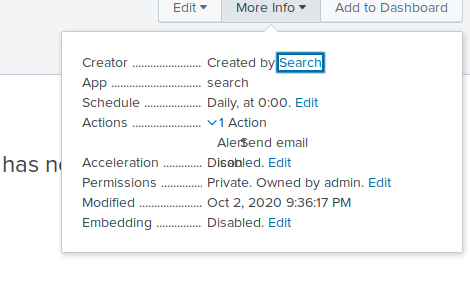 Edit More Info Add to Dashboard
Creator ...................... Created by Search.
App ............................. search
Schedule ................... Daily, at 0:00. Edit
Actions ...................... 1 Action
Alert Send email
Acceleration ............. Disabled. Edit
has n
Permissions .............. Private. Owned by admin. Edit
Modified .................... Oct 2, 2020 9:36:17 PM
Embedding ............... Disabled. Edit